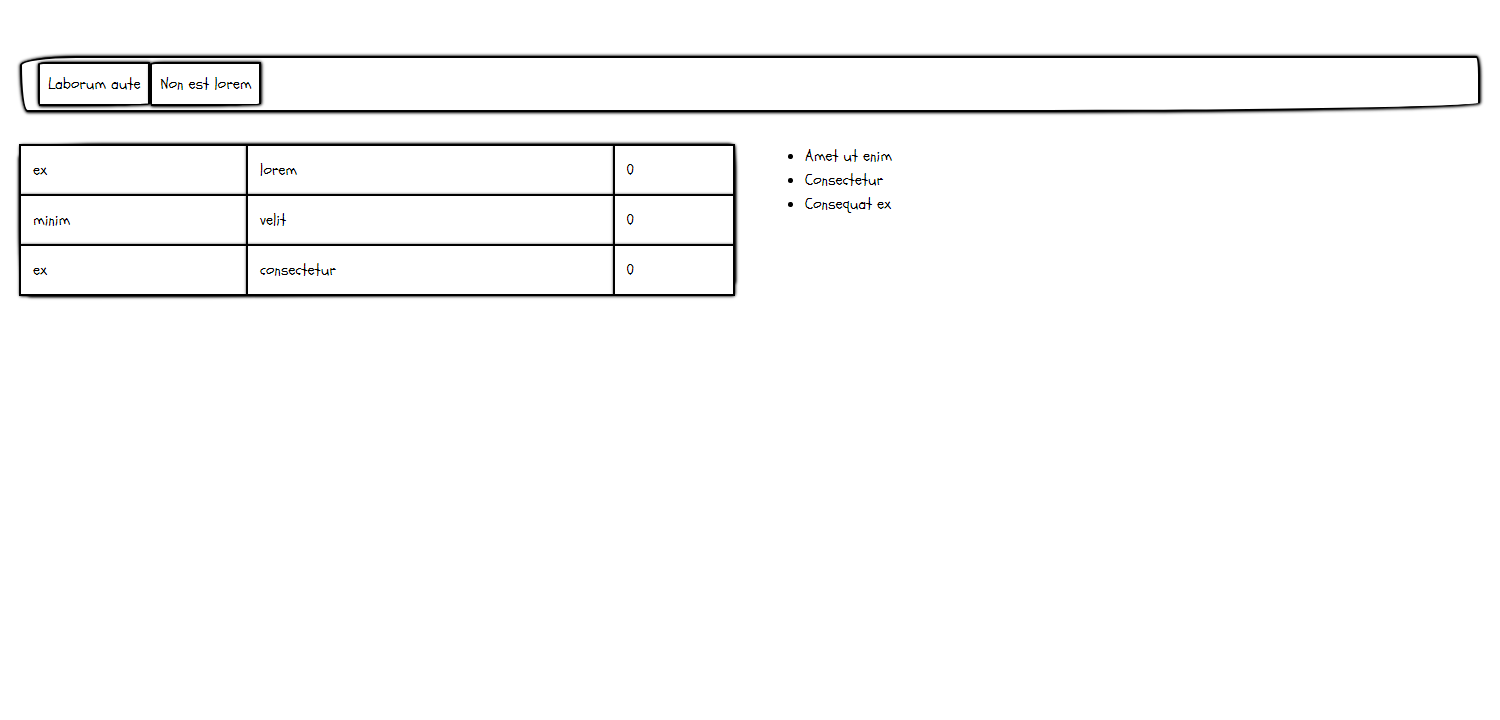 Laborum aute Non est lorem
ex lorem 0
minim velit 0
ex consectetur 0
Amet ut enim
Consectetur
Consequat ex